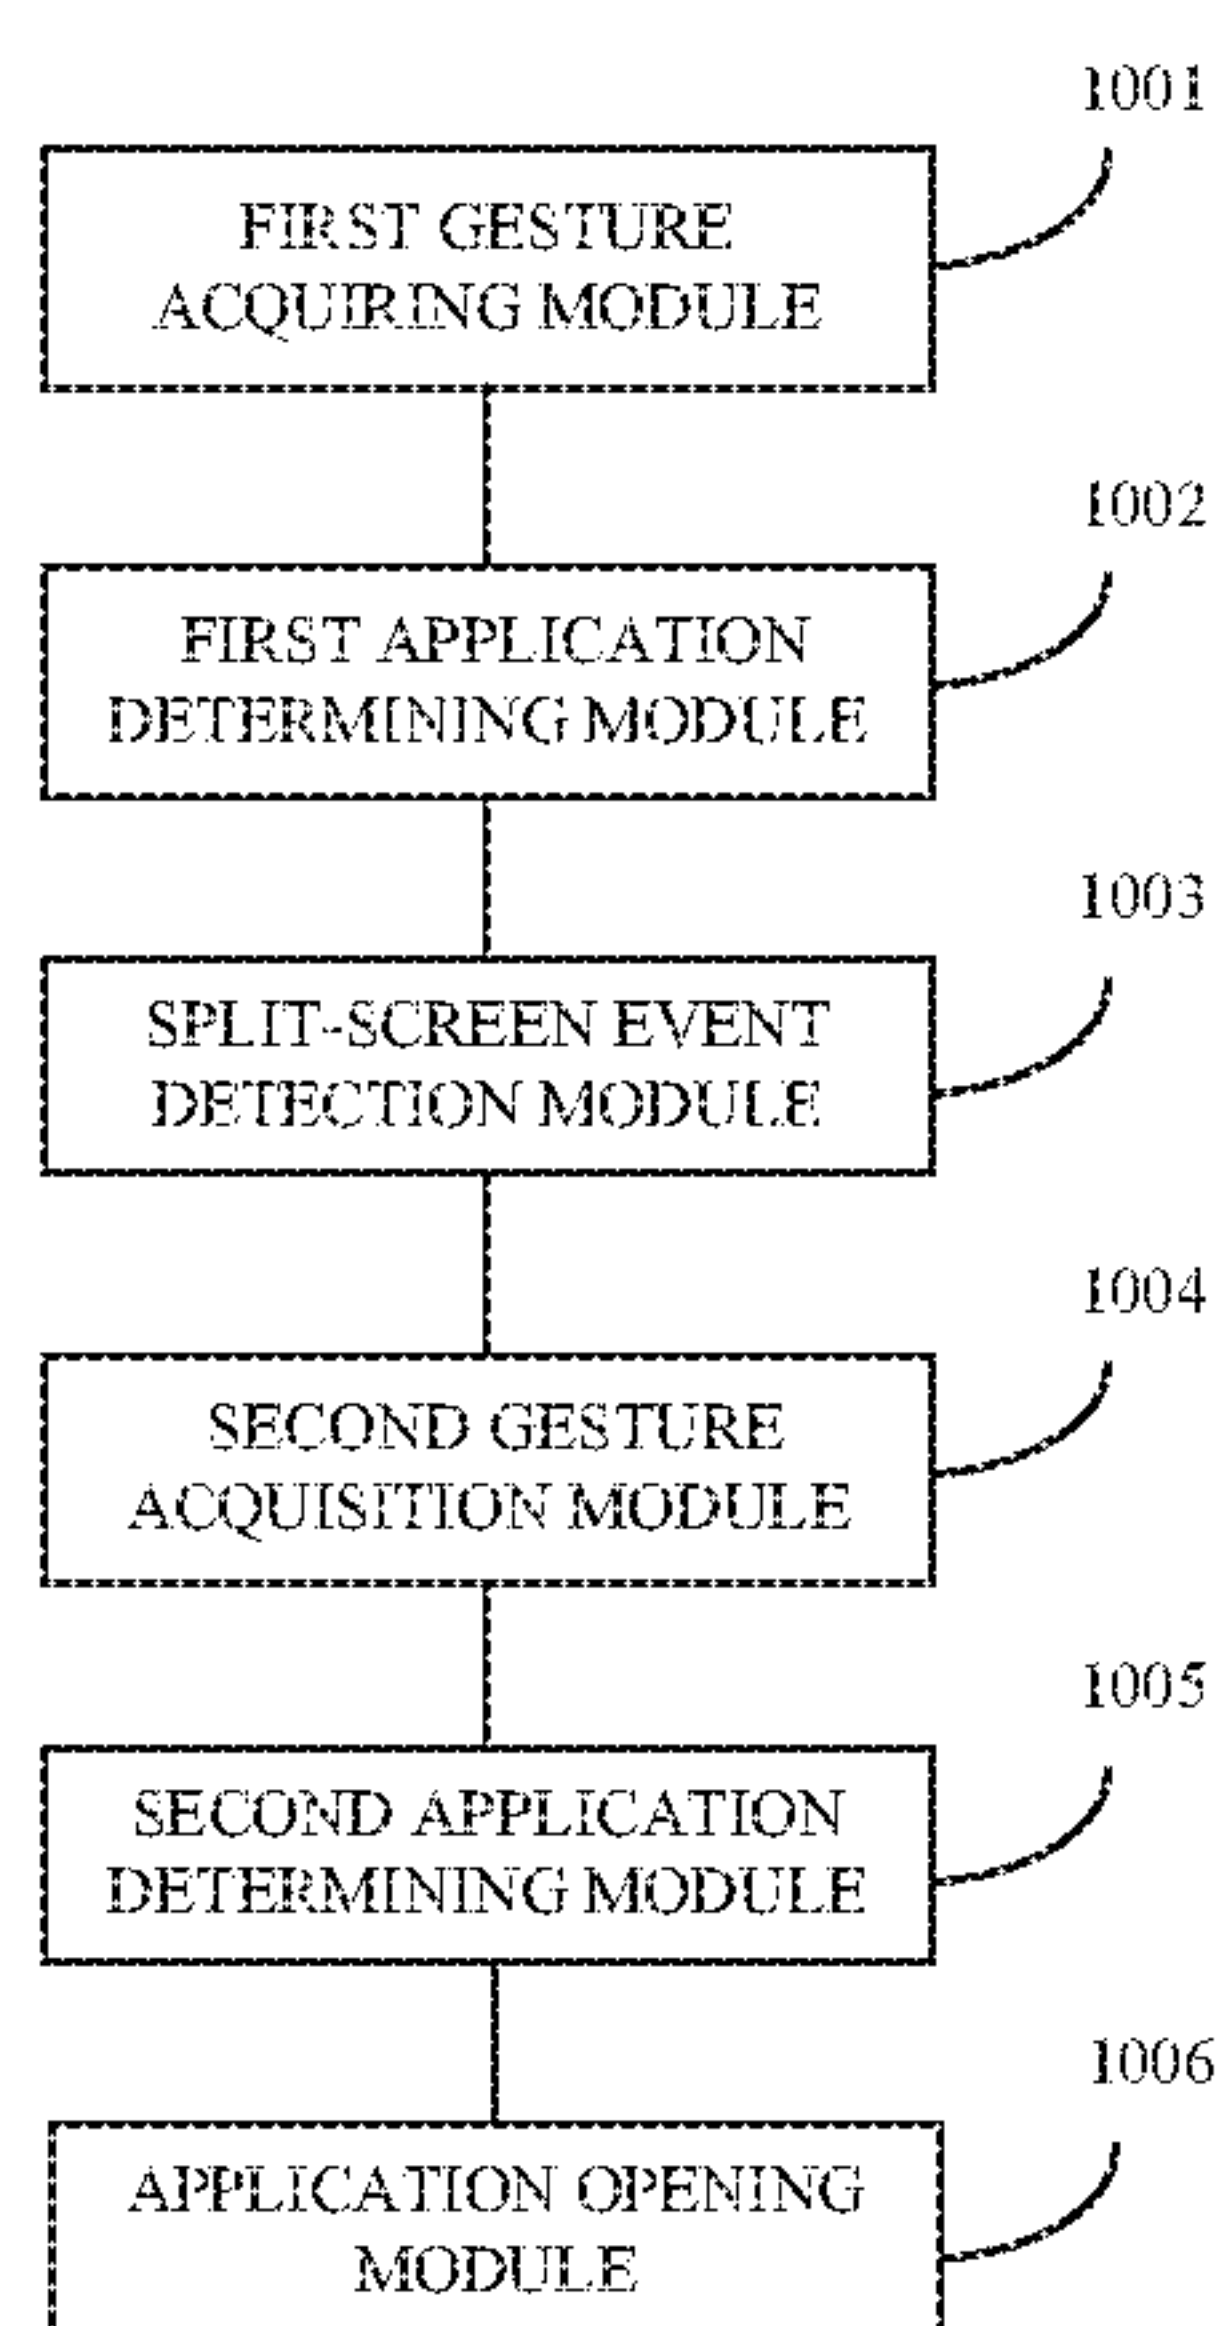 1001
FIRST GESTURE
ACQUIRING MODULE
1002
FIRST APPLICATION
DETERMINING MODULE
1003
SPLIT-SCREEN EVENT
DETECTION MODULE
1004
SECOND GESTURE
ACQUISITION MODULE
1005
SECOND APPLICATION
DETERMINING MODULE
1006
APPLICATION OPENING
MODULE